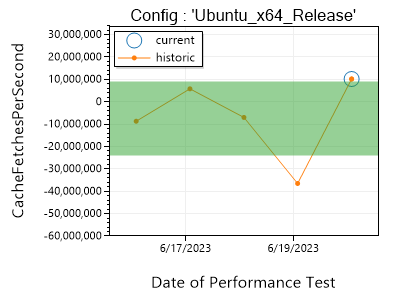 Config : 'Ubuntu_x64_Release'
current
historic
CacheFetchesPerSecond
30,000,000
20,000,000
10,000,000
0
-10,000,000
-20,000,000
-30,000,000
-40,000,000
-50,000,000
-60,000,000
6/17/2023
6/19/2023
Date of Performance Test